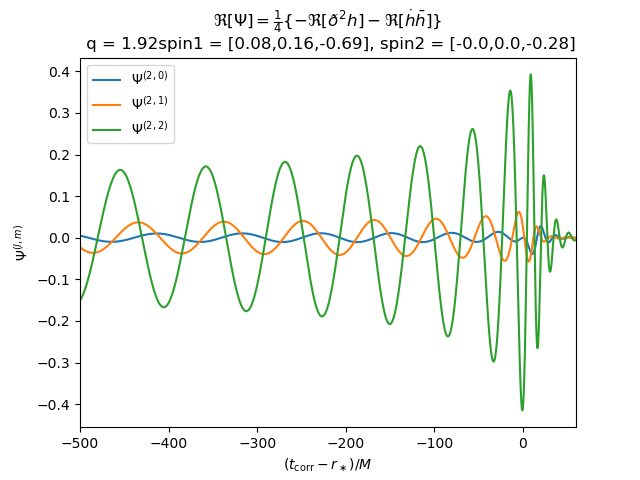 ℜ[Ψ] = 1/4{−ℜ[ð²h] − ℜ[ḣh̄]}
q = 1.92spin1 = [0.08,0.16,-0.69], spin2 = [-0.0,0.0,-0.28]
Ψ^(2,0)
Ψ^(2,1)
Ψ^(2,2)
Ψ^(l,m)
0.4
0.3
0.2
0.1
0.0
−0.1
−0.2
−0.3
−0.4
−500 −400 −300 −200 −100 0
(t_corr − r_*)/M